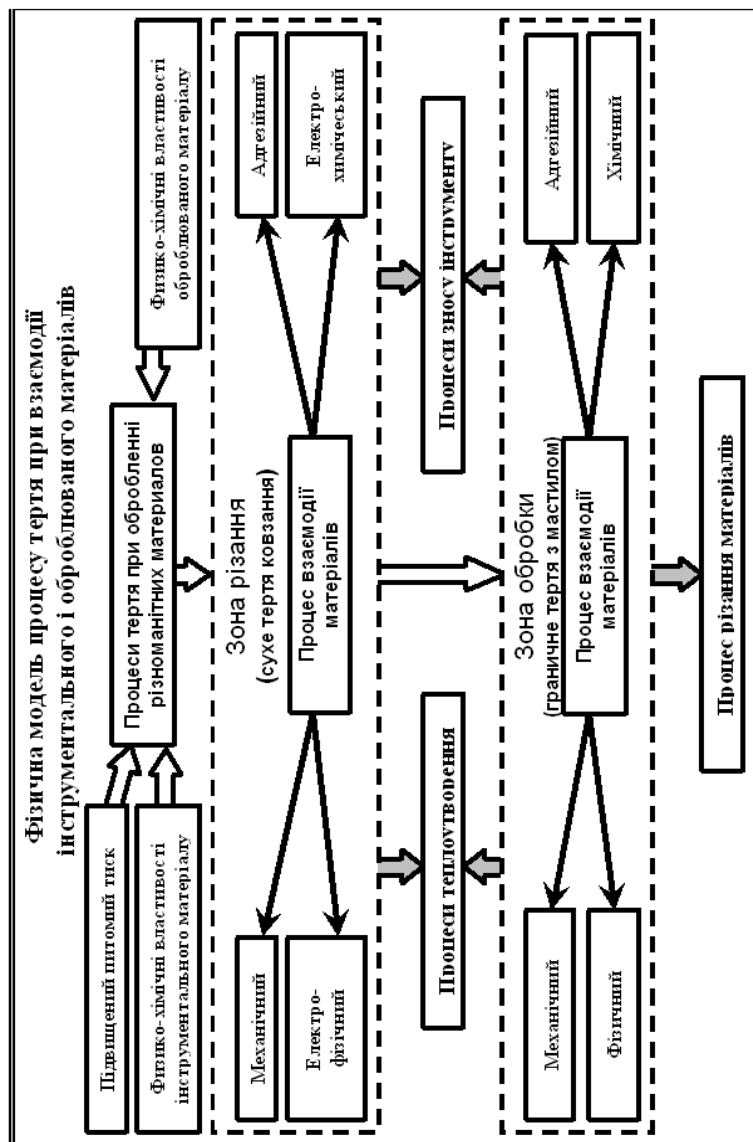 Фізична модель процесу тертя при взаємодії
інструментального і оброблюваного матеріалів
Підвищений питомий тиск
Физико-хімічні властивості
інструментального матеріалу
Процеси тертя при обробленні
різноманітних материалов
Физико-хімічні властивості
оброблюваного матеріалу
Зона різання
(сухе тертя ковзання)
Механічний
Електро-
фізічний
Процес взаємодії
матеріалів
Адгезійний
Електро-
химічеський
Процеси теплоутворення
Процеси зносу інструменту
Зона обробки
(граничне тертя з мастилом)
Механічний
Фізичний
Процес взаємодії
матеріалів
Адгезійний
Хімічний
Процес різання матеріалів